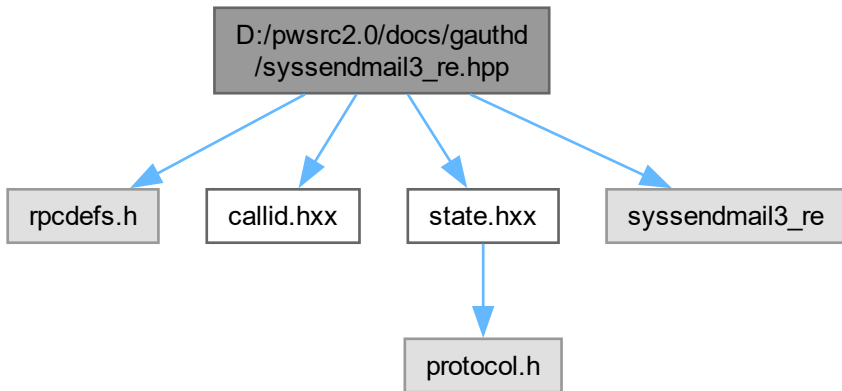 D:/pwsrc2.0/docs/gauthd
/syssendmail3_re.hpp
rpcdefs.h
callid.hxx
state.hxx
syssendmail3_re
protocol.h